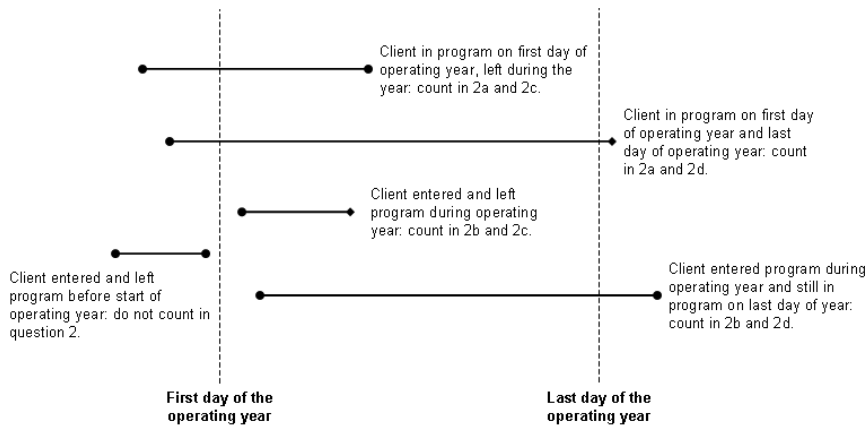 Client in program on first day of
operating year, left during the
year: count in 2a and 2c.
Client in program on first day
of operating year and last
day of operating year: count
in 2a and 2d.
Client entered and left
program during operating
year: count in 2b and 2c.
Client entered and left
program before start of
operating year: do not count in
question 2.
Client entered program during
operating year and still in
program on last day of year:
count in 2b and 2d.
First day of the
operating year
Last day of the
operating year